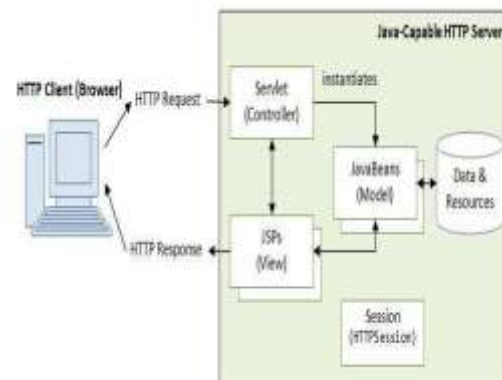 Java-Capable HTTP Server
HTTP Client (Browser)
HTTP Request
Servlet
(Controller)
instantiates
JavaBeans
(Model)
Data &
Resources
HTTP Response
JSPs
(View)
Session
(HTTPSession)